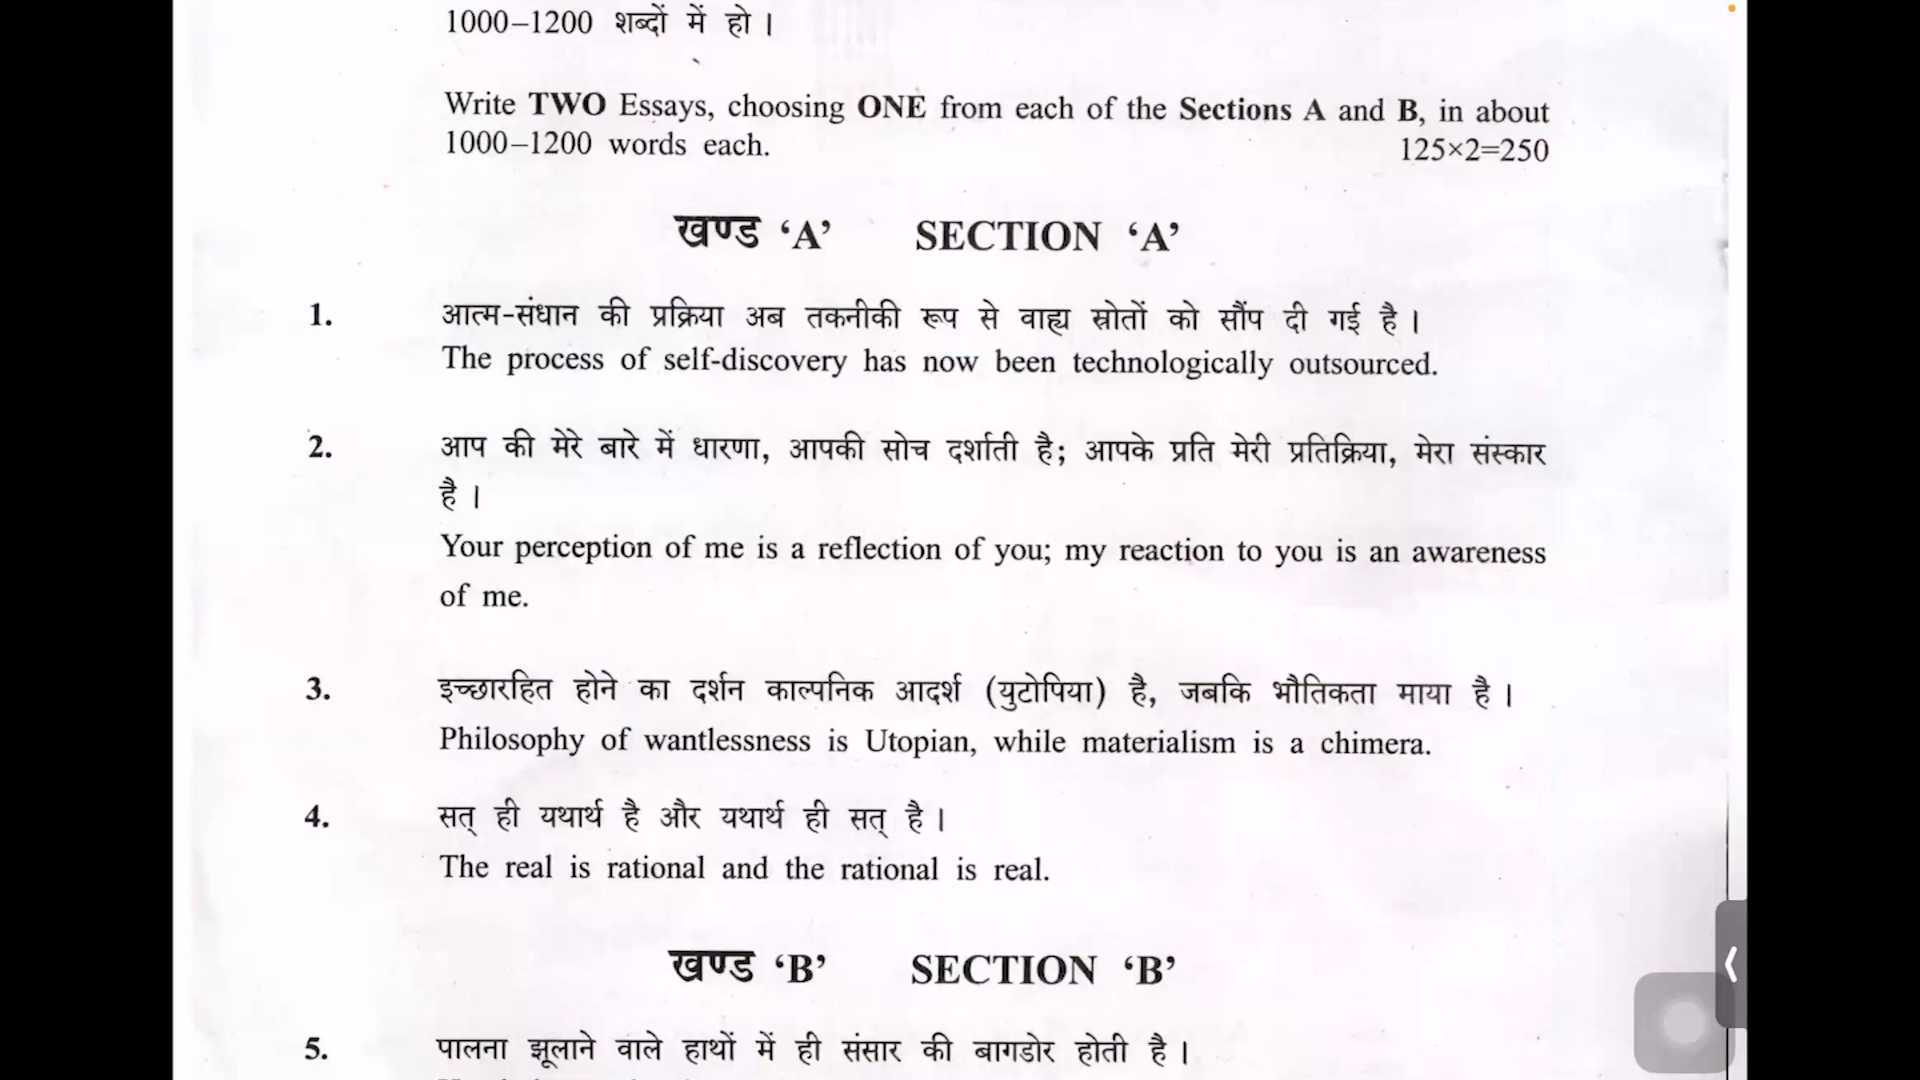 1000–1200 शब्दों में हो ।
Write TWO Essays, choosing ONE from each of the Sections A and B, in about
1000–1200 words each. 125×2=250
खण्ड ‘A’ SECTION ‘A’
1. आत्म-संधान की प्रक्रिया अब तकनीकी रूप से वाह्य स्रोतों को सौंप दी गई है ।
The process of self-discovery has now been technologically outsourced.
2. आप की मेरे बारे में धारणा, आपकी सोच दर्शाती है; आपके प्रति मेरी प्रतिक्रिया, मेरा संस्कार
है ।
Your perception of me is a reflection of you; my reaction to you is an awareness
of me.
3. इच्छारहित होने का दर्शन काल्पनिक आदर्श (युटोपिया) है, जबकि भौतिकता माया है ।
Philosophy of wantlessness is Utopian, while materialism is a chimera.
4. सत् ही यथार्थ है और यथार्थ ही सत् है ।
The real is rational and the rational is real.
खण्ड ‘B’ SECTION ‘B’
5. पालना झूलाने वाले हाथों में ही संसार की बागडोर होती है ।